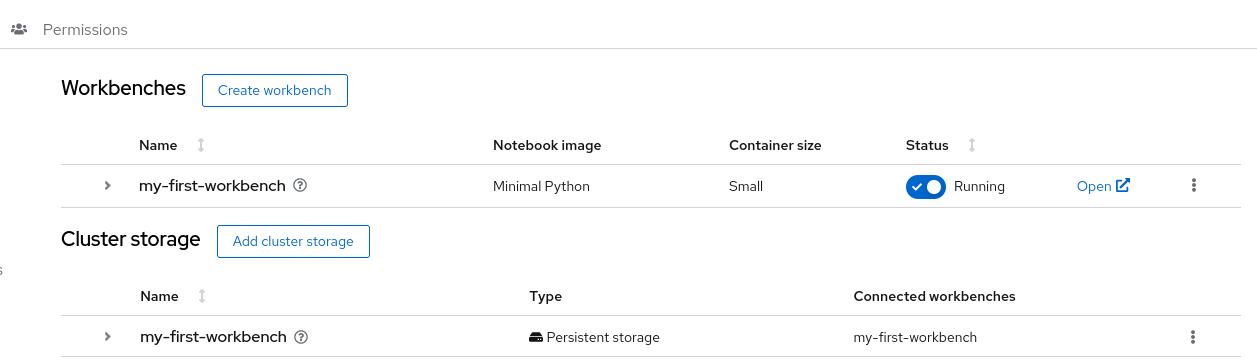 Permissions
Workbenches Create workbench
Name Notebook image Container size Status
my-first-workbench Minimal Python Small Running Open
Cluster storage Add cluster storage
s
Name Type Connected workbenches
my-first-workbench Persistent storage my-first-workbench